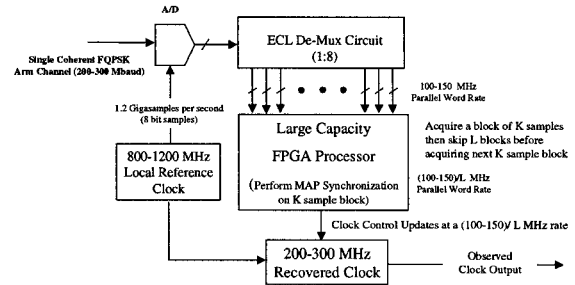 A/D
Single Coherent FQPSK
Arm Channel (200-300 Mbaud)
ECL De-Mux Circuit
(1:8)
100-150 MHz
Parallel Word Rate
1.2 Gigasamples per second
(8 bit samples)
800-1200 MHz
Local Reference
Clock
Large Capacity
FPGA Processor
(Perform MAP Synchronization
on K sample block)
Acquire a block of K samples
then skip L blocks before
acquiring next K sample block
(100-150)/L MHz
Parallel Word Rate
Clock Control Updates at a (100-150)/ L MHz rate
200-300 MHz
Recovered Clock
Observed
Clock Output